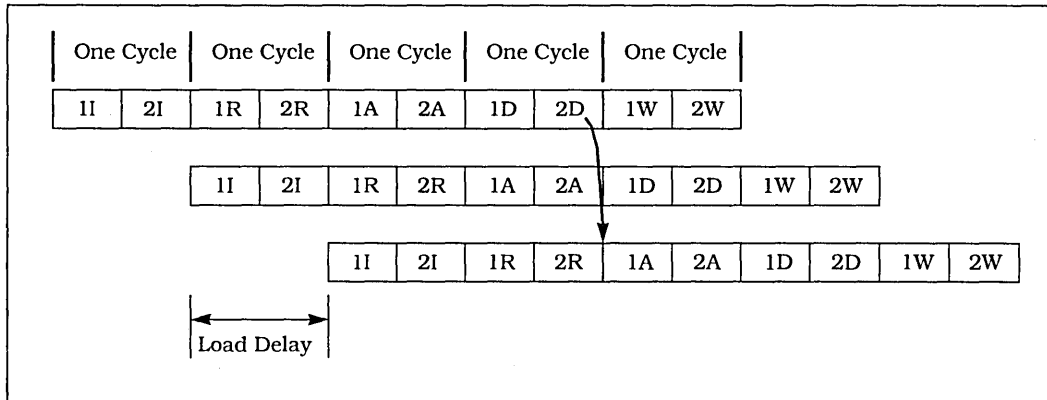 One Cycle One Cycle One Cycle One Cycle One Cycle
1I 2I 1R 2R 1A 2A 1D 2D 1W 2W
1I 2I 1R 2R 1A 2A 1D 2D 1W 2W
1I 2I 1R 2R 1A 2A 1D 2D 1W 2W
Load Delay